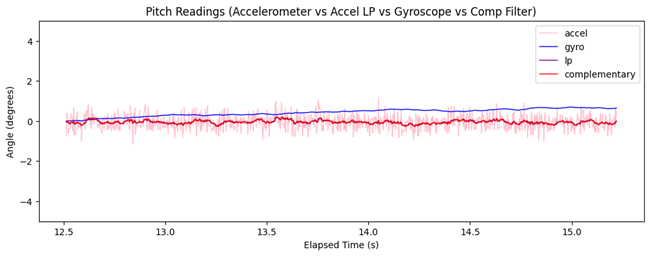 Pitch Readings (Accelerometer vs Accel LP vs Gyroscope vs Comp Filter)
accel
gyro
lp
complementary
Angle (degrees)
4
2
0
−2
−4
12.5
13.0
13.5
14.0
14.5
15.0
Elapsed Time (s)